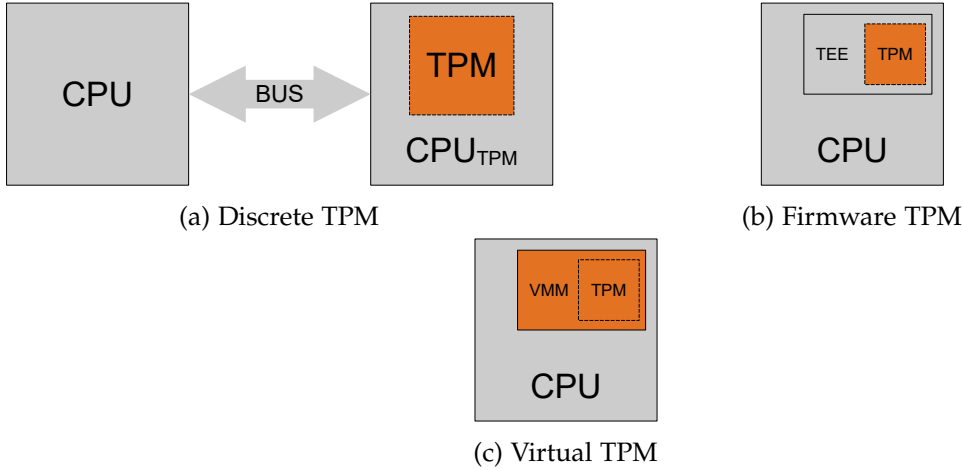 CPU
BUS
TPM
CPUTPM
(a) Discrete TPM
TEE
TPM
CPU
(b) Firmware TPM
VMM
TPM
CPU
(c) Virtual TPM